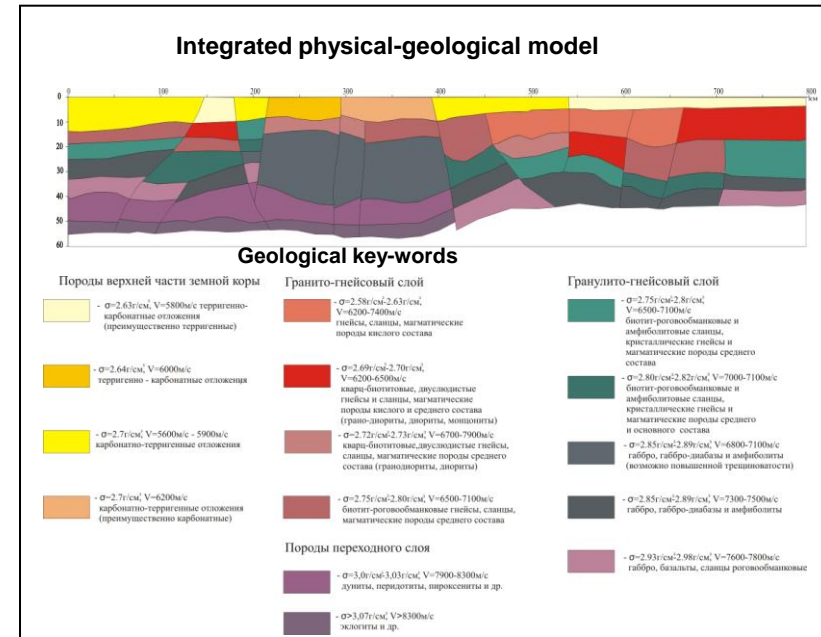 Integrated physical-geological model
0 100 200 300 400 500 600 700 800
км
0
10
20
30
40
50
60
Geological key-words
Породы верхней части земной коры
- σ=2.63г/см³, V=5800м/с терригенно-
карбонатные отложения
(преимущественно терригенные)
- σ=2.64г/см³, V=6000м/с
терригенно - карбонатные отложения
- σ=2.7г/см³, V=5600м/с - 5900м/с
карбонатно-терригенные отложения
- σ=2.7г/см³, V=6200м/с
карбонатно-терригенные отложения
(преимущественно карбонатные)
Гранито-гнейсовый слой
- σ=2.58г/см³-2.63г/см³,
V=6200-7400м/с
гнейсы, сланцы, магматические
породы кислого состава
- σ=2.69г/см³-2.70г/см³,
V=6200-6500м/с
кварц-биотитовые, двуслюдистые
гнейсы и сланцы, магматические
породы кислого и среднего состава
(грано-диориты, диориты, монцониты)
- σ=2.72г/см³-2.73г/см³, V=6700-7900м/с
кварц-биотитовые,двуслюдистые гнейсы,
сланцы, магматические породы среднего
состава (гранодиориты, диориты)
- σ=2.75г/см³-2.80г/см³, V=6500-7100м/с
биотит-роговообманковые гнейсы, сланцы,
магматические породы среднего состава
Породы переходного слоя
- σ=3,0г/см³-3,03г/см³, V=7900-8300м/с
дуниты, перидотиты, пироксениты и др.
- σ>3,07г/см³, V>8300м/с
эклогиты и др.
Гранулито-гнейсовый слой
- σ=2.75г/см³-2.8г/см³,
V=6500-7100м/с
биотит-роговообманковые и
амфиболитовые сланцы,
кристаллические гнейсы и
магматические породы среднего
состава
- σ=2.80г/см³-2.82г/см³, V=7000-7100м/с
биотит-роговообманковые и
амфиболитовые сланцы,
кристаллические гнейсы и
магматические породы среднего
и основного состава
- σ=2.85г/см³-2.89г/см³, V=6800-7100м/с
габбро, габбро-диабазы и амфиболиты
(возможно повышенной трещиноватости)
- σ=2.85г/см³-2.89г/см³, V=7300-7500м/с
габбро, габбро-диабазы и амфиболиты
- σ=2.93г/см³-2.98г/см³, V=7600-7800м/с
габбро, базальты, сланцы роговообманковые